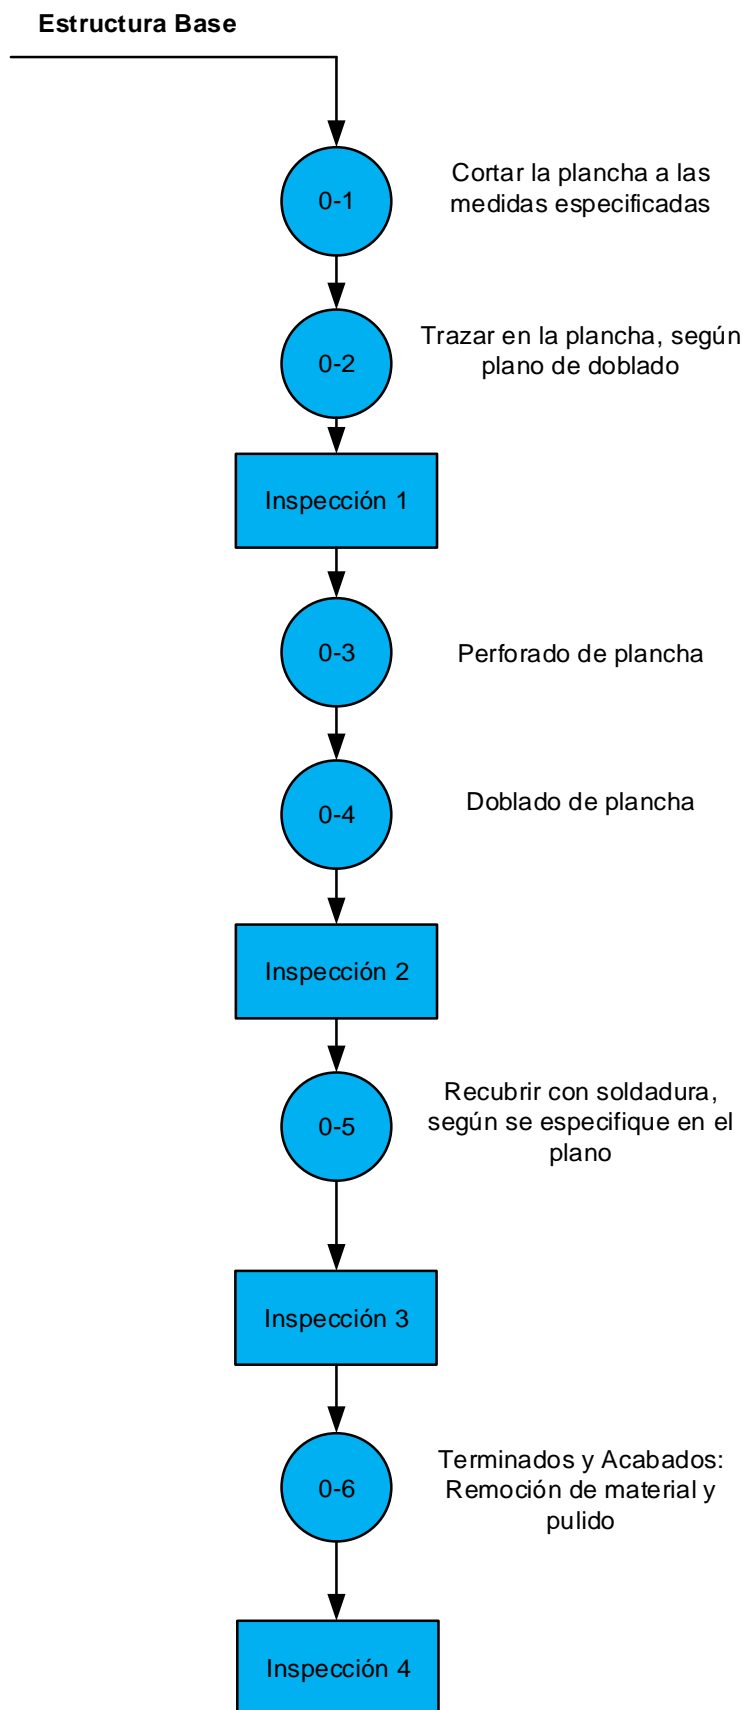 Estructura Base
0-1
Cortar la plancha a las
medidas especificadas
0-2
Trazar en la plancha, según
plano de doblado
Inspección 1
0-3
Perforado de plancha
0-4
Doblado de plancha
Inspección 2
0-5
Recubrir con soldadura,
según se especifique en el
plano
Inspección 3
0-6
Terminados y Acabados:
Remoción de material y
pulido
Inspección 4